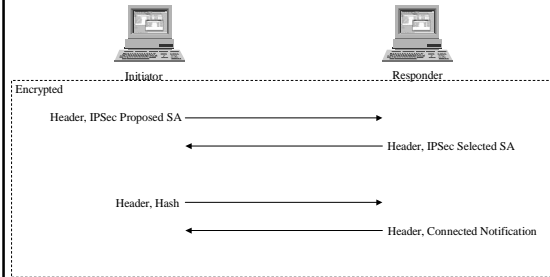 Initiator
Responder
Encrypted
Header, IPSec Proposed SA
Header, IPSec Selected SA
Header, Hash
Header, Connected Notification